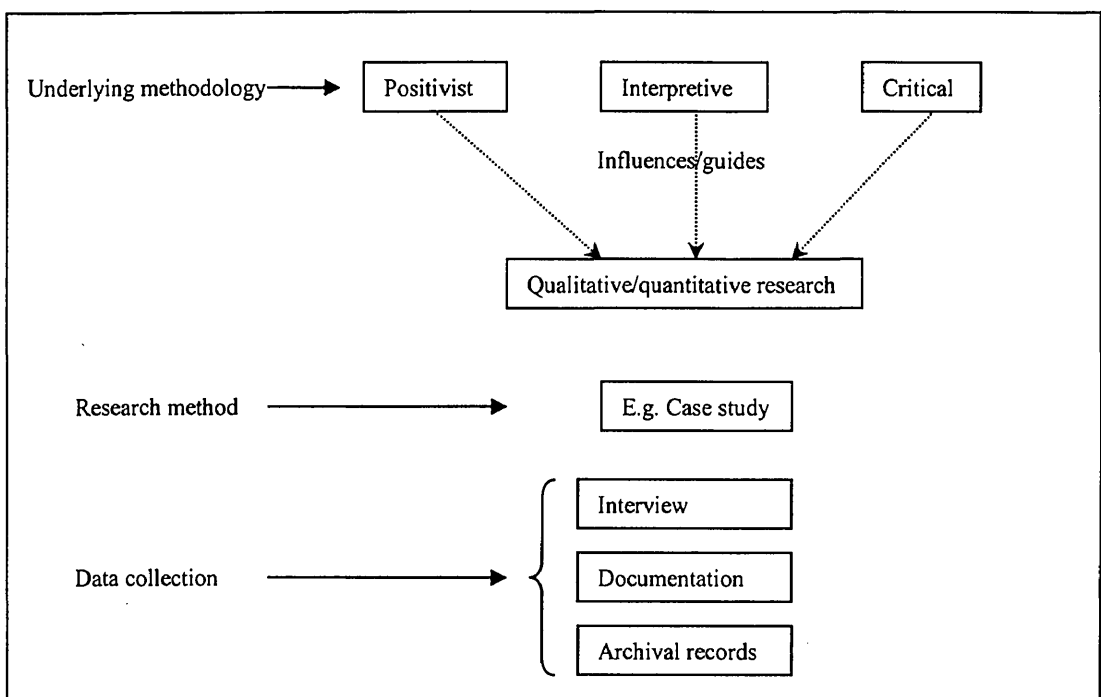 Underlying methodology
Positivist
Interpretive
Critical
Influences/guides
Qualitative/quantitative research
Research method
E.g. Case study
Interview
Data collection
Documentation
Archival records